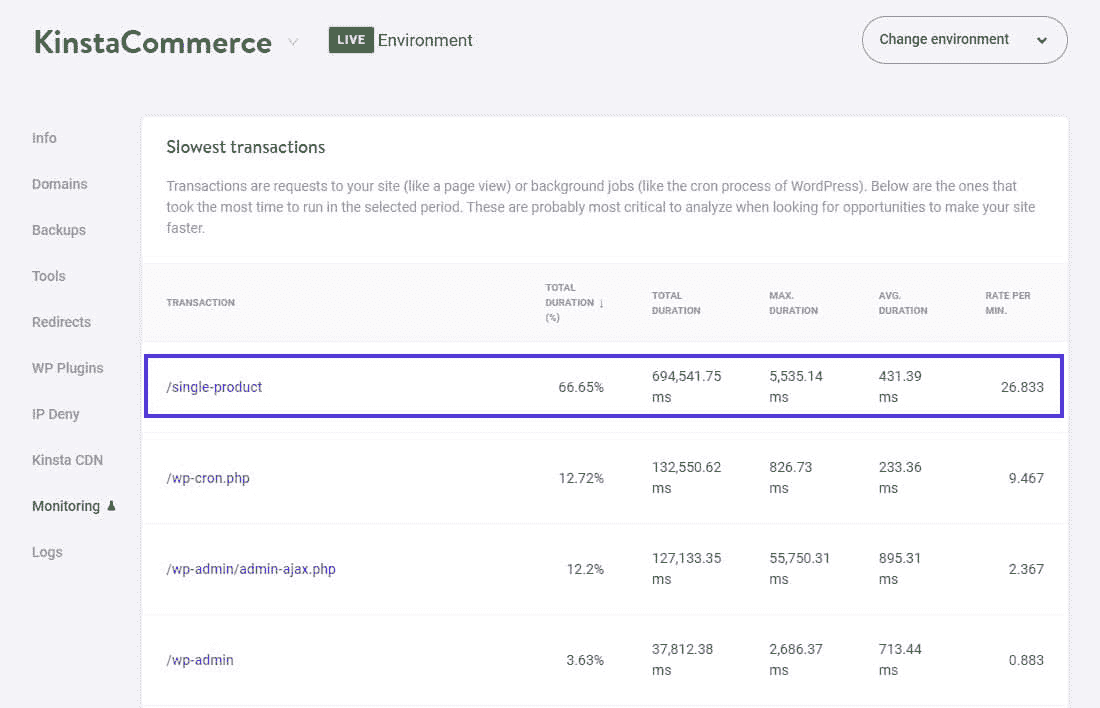 KinstaCommerce
LIVE Environment
Change environment
Info
Domains
Backups
Tools
Redirects
WP Plugins
IP Deny
Kinsta CDN
Monitoring
Logs
Slowest transactions
Transactions are requests to your site (like a page view) or background jobs (like the cron process of WordPress). Below are the ones that
took the most time to run in the selected period. These are probably most critical to analyze when looking for opportunities to make your site
faster.
TRANSACTION
TOTAL
DURATION ↓
(%)
TOTAL
DURATION
MAX.
DURATION
AVG.
DURATION
RATE PER
MIN.
/single-product
66.65%
694,541.75
ms
5,535.14
ms
431.39
ms
26.833
/wp-cron.php
12.72%
132,550.62
ms
826.73
ms
233.36
ms
9.467
/wp-admin/admin-ajax.php
12.2%
127,133.35
ms
55,750.31
ms
895.31
ms
2.367
/wp-admin
3.63%
37,812.38
ms
2,686.37
ms
713.44
ms
0.883